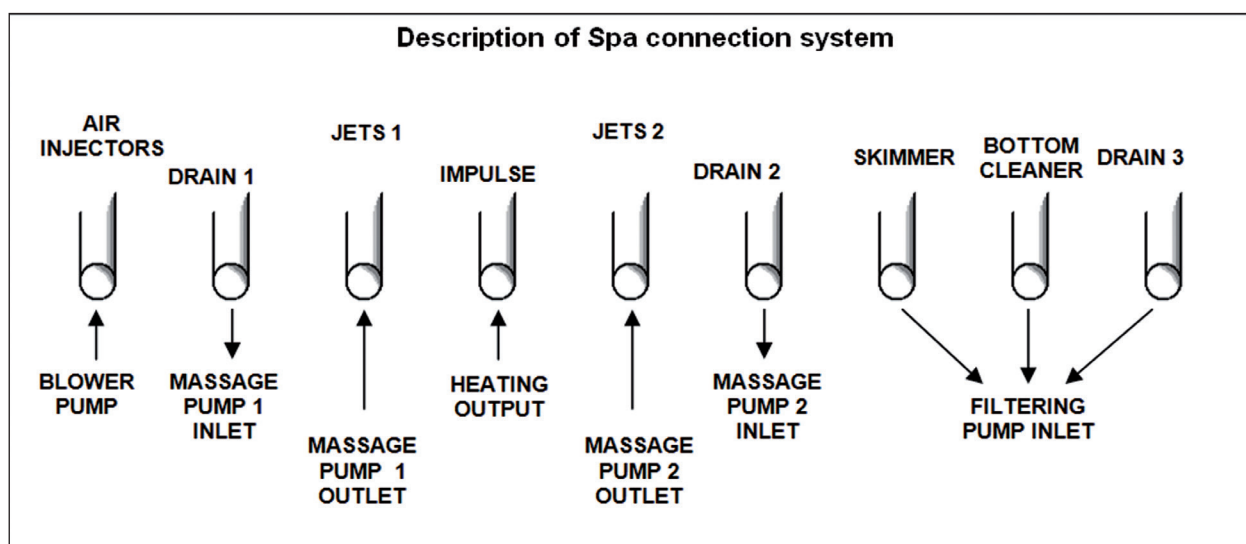 Description of Spa connection system
AIR
INJECTORS
DRAIN 1
JETS 1
IMPULSE
JETS 2
DRAIN 2
SKIMMER
BOTTOM
CLEANER
DRAIN 3
BLOWER
PUMP
MASSAGE
PUMP 1
INLET
MASSAGE
PUMP 1
OUTLET
HEATING
OUTPUT
MASSAGE
PUMP 2
OUTLET
MASSAGE
PUMP 2
INLET
FILTERING
PUMP INLET